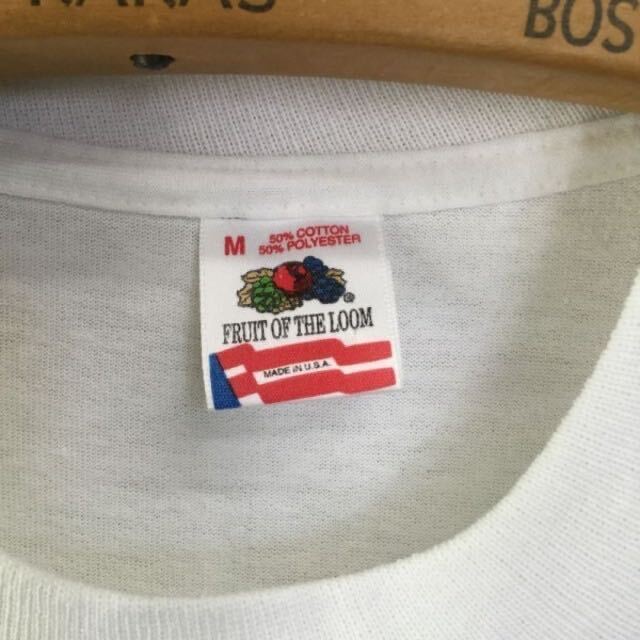 BOS
M
50% COTTON
50% POLYESTER
®
FRUIT OF THE LOOM
MADE IN U.S.A.